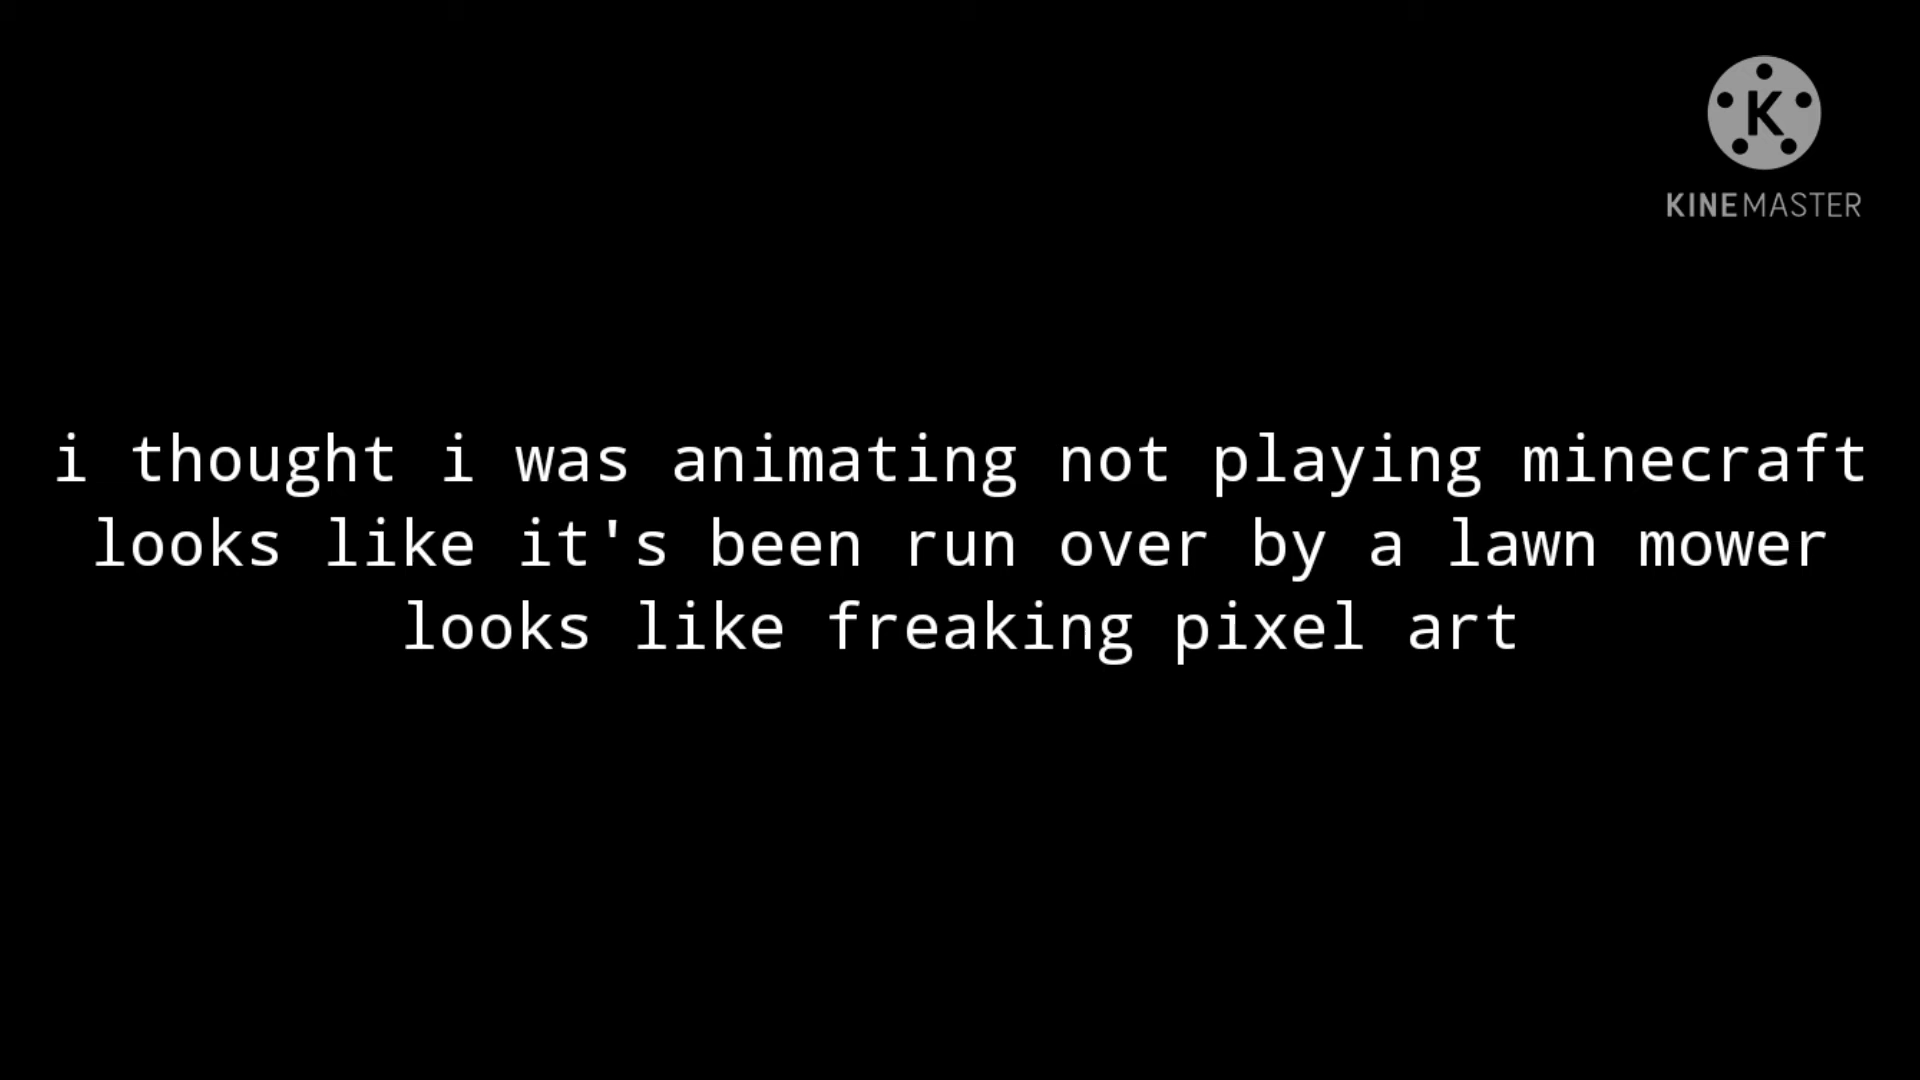 K
KINEMASTER
i thought i was animating not playing minecraft
looks like it's been run over by a lawn mower
looks like freaking pixel art